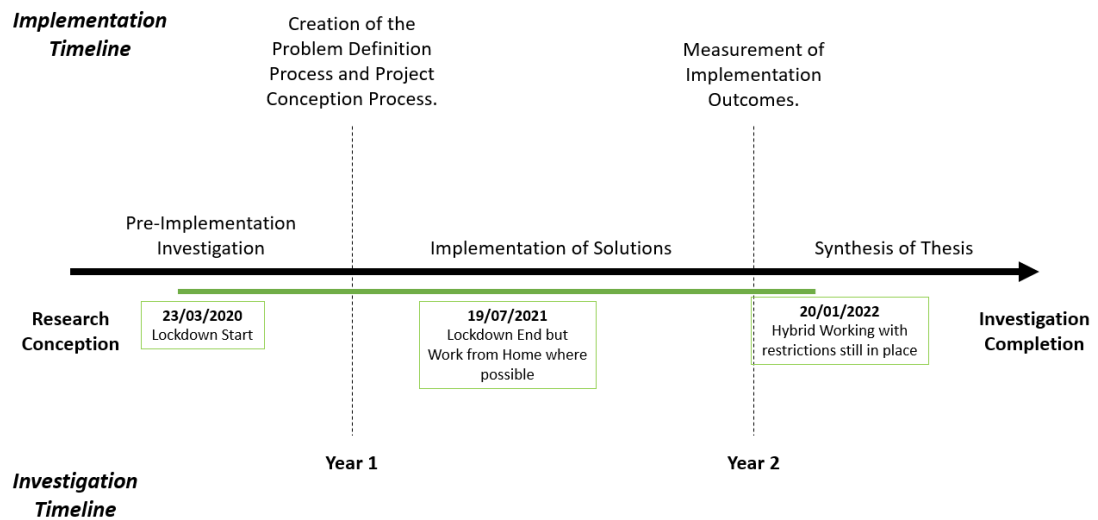 Implementation
Timeline
Creation of the
Problem Definition
Process and Project
Conception Process.
Measurement of
Implementation
Outcomes.
Pre-Implementation
Investigation
Implementation of Solutions
Synthesis of Thesis
Research
Conception
23/03/2020
Lockdown Start
19/07/2021
Lockdown End but
Work from Home where
possible
20/01/2022
Hybrid Working with
restrictions still in place
Investigation
Completion
Year 1
Year 2
Investigation
Timeline